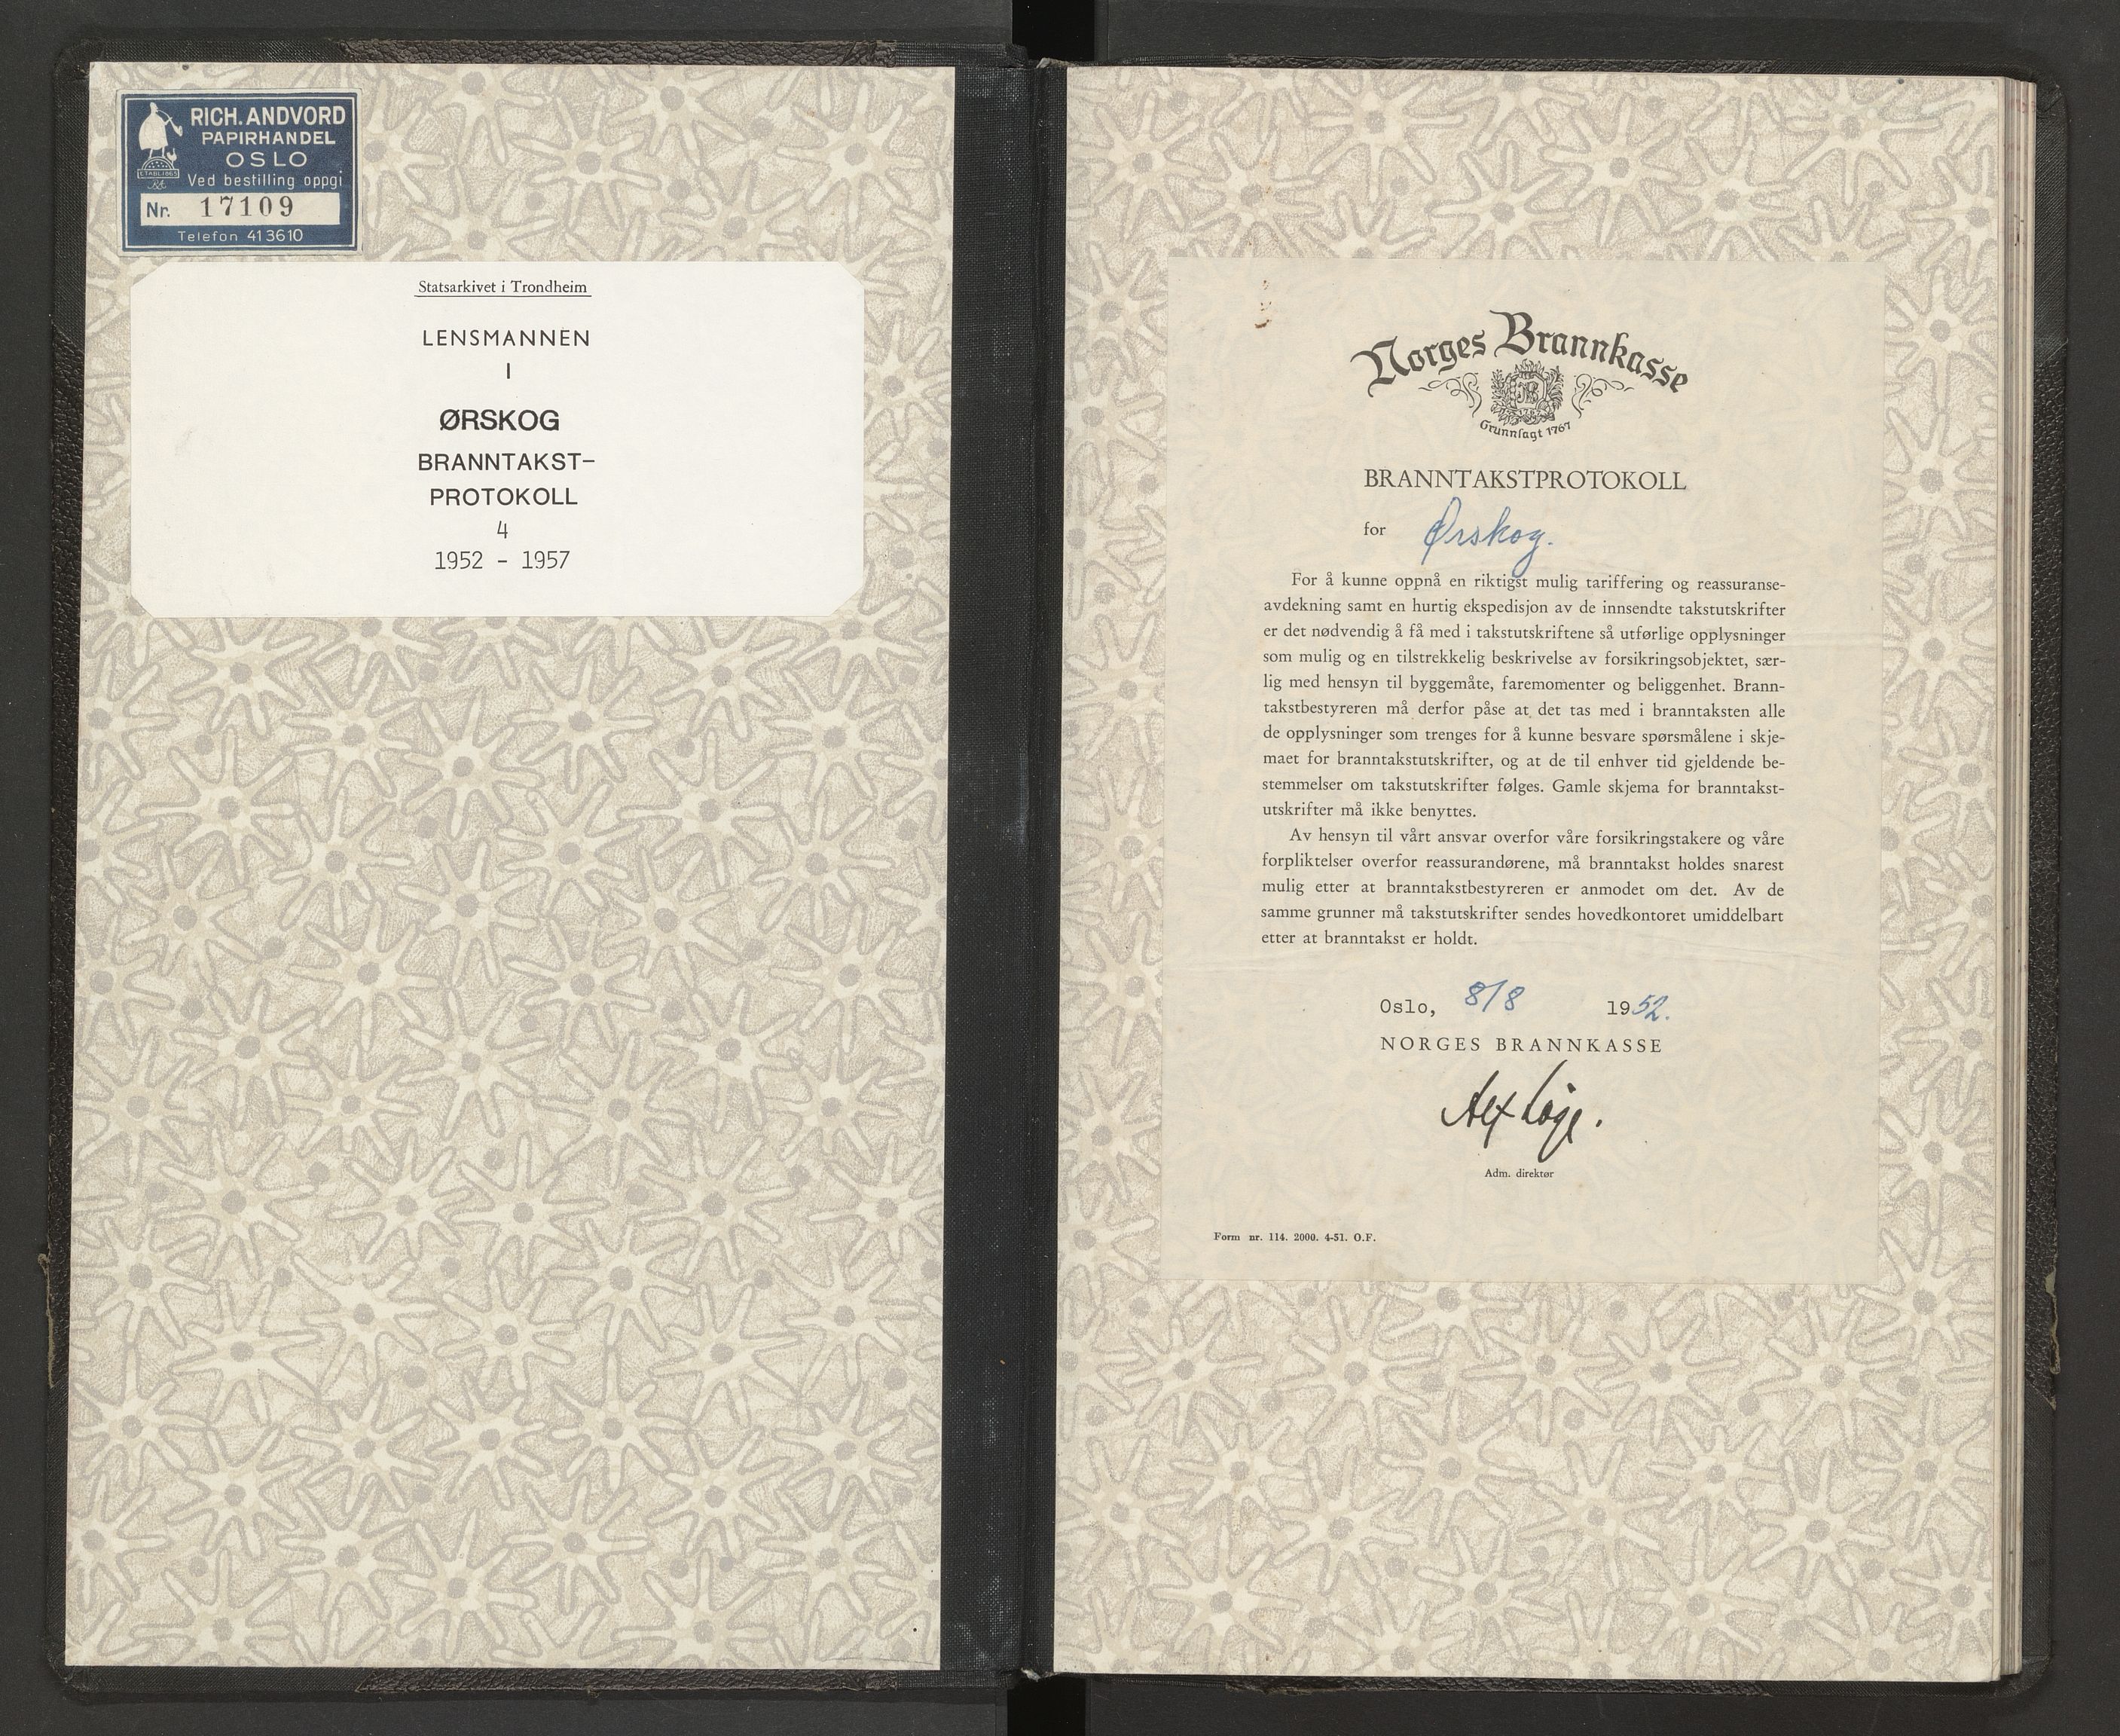 RICH. ANDVORD
PAPIRHANDEL
OSLO
ETABL.1865
Ved bestilling oppgi
Nr. 17109
Telefon 413610
Statsarkivet i Trondheim
LENSMANNEN
I
ØRSKOG
BRANNTAKST-
PROTOKOLL
4
1952 - 1957
Norges Brannkasse
Grunnlagt 1767
BRANNTAKSTPROTOKOLL
for Ørskog.
For å kunne oppnå en riktigst mulig tariffering og reassuranse-
avdekning samt en hurtig ekspedisjon av de innsendte takstutskrifter
er det nødvendig å få med i takstutskriftene så utførlige opplysninger
som mulig og en tilstrekkelig beskrivelse av forsikringsobjektet, sær-
lig med hensyn til byggemåte, faremomenter og beliggenhet. Brann-
takstbestyreren må derfor påse at det tas med i branntaksten alle
de opplysninger som trenges for å kunne besvare spørsmålene i skje-
maet for branntakstutskrifter, og at de til enhver tid gjeldende be-
stemmelser om takstutskrifter følges. Gamle skjema for branntakst-
utskrifter må ikke benyttes.
Av hensyn til vårt ansvar overfor våre forsikringstakere og våre
forpliktelser overfor reassurandørene, må branntakst holdes snarest
mulig etter at branntakstbestyreren er anmodet om det. Av de
samme grunner må takstutskrifter sendes hovedkontoret umiddelbart
etter at branntakst er holdt.
Oslo, 8/8 1952.
NORGES BRANNKASSE
Adm. direktør
Form nr. 114. 2000. 4-51. O.F.